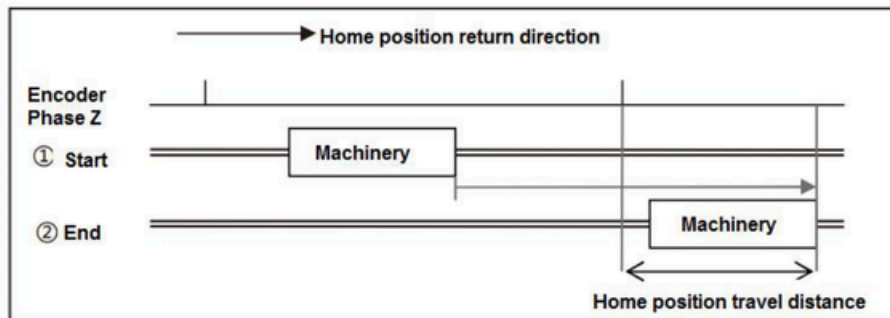 Home position return direction
Encoder
Phase Z
① Start
Machinery
② End
Machinery
Home position travel distance